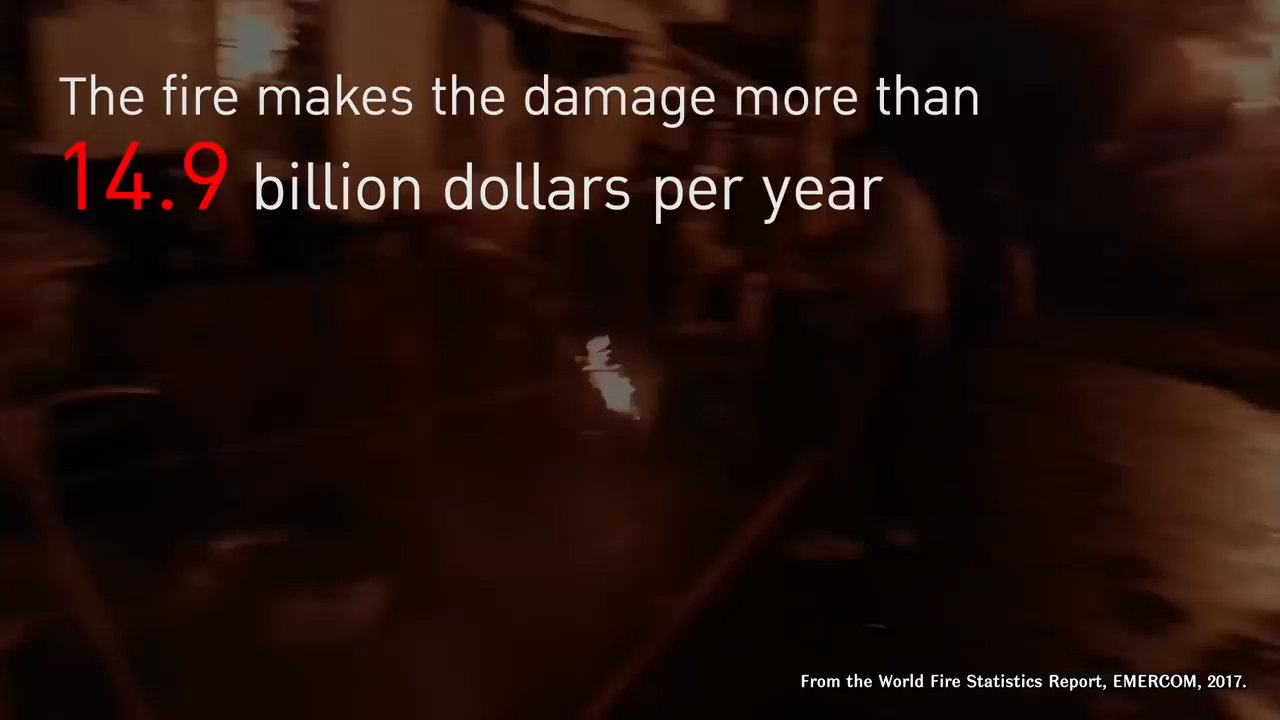 The fire makes the damage more than
14.9 billion dollars per year
From the World Fire Statistics Report, EMERCOM, 2017.